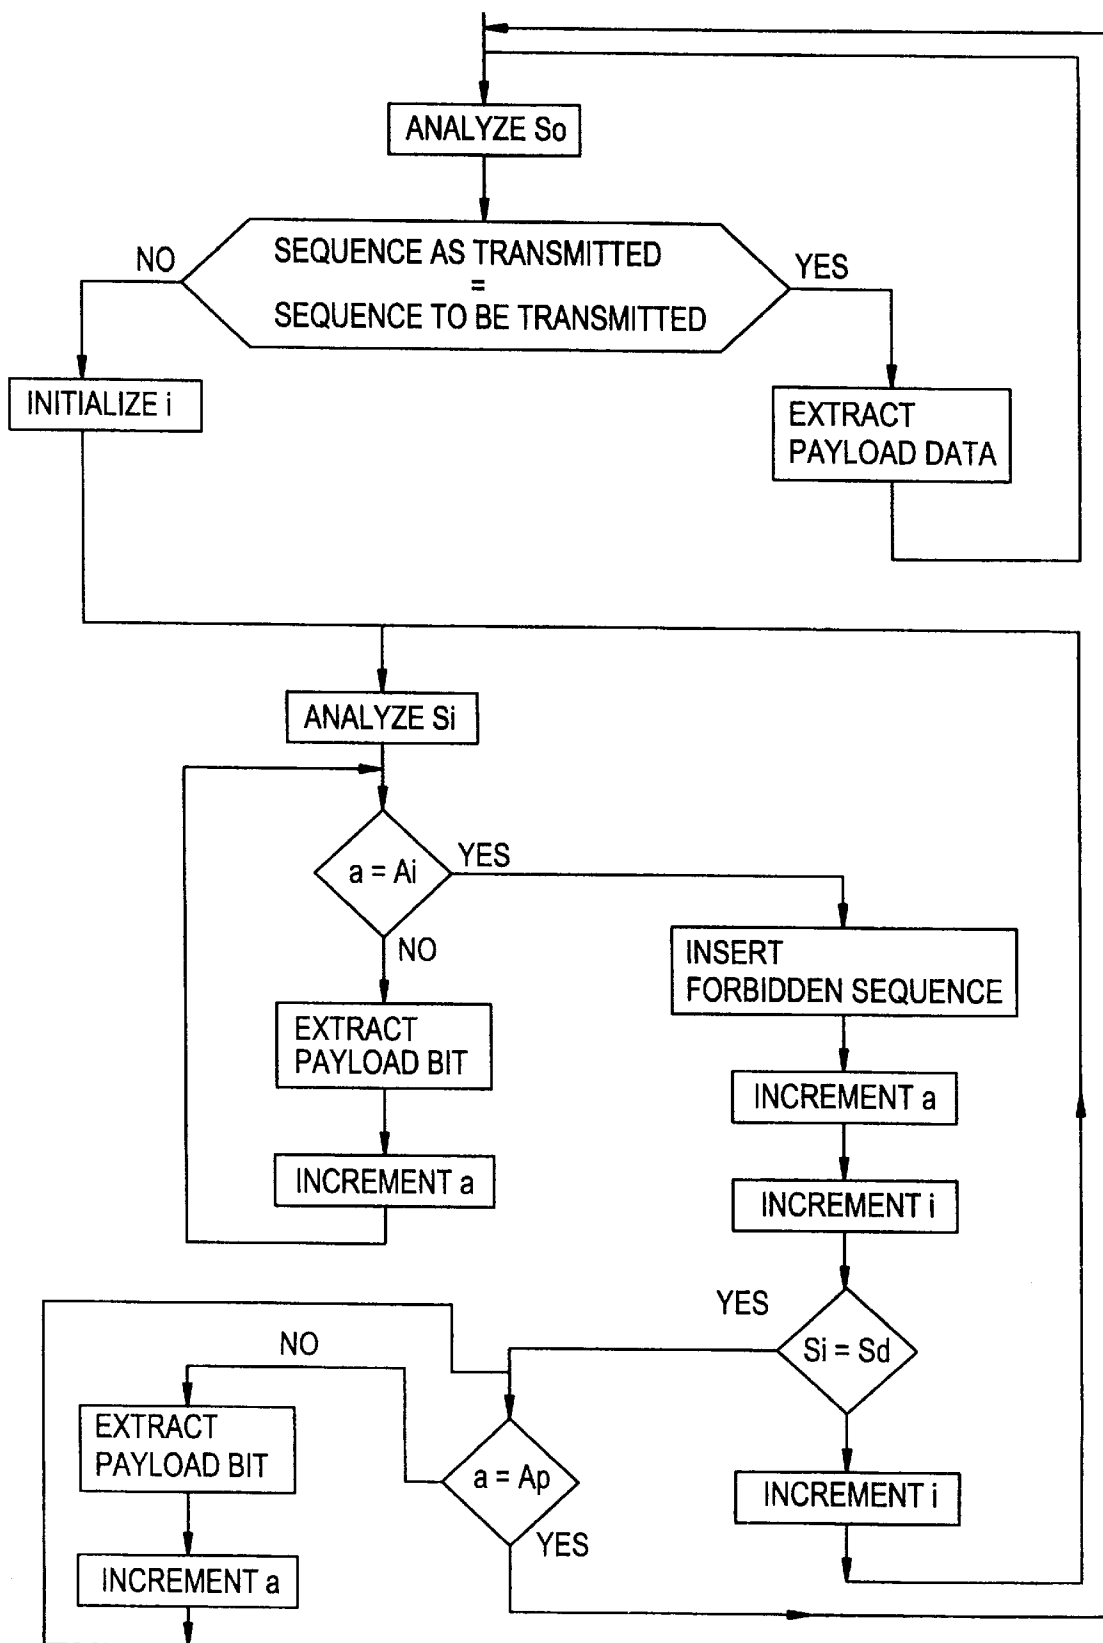 ANALYZE So
NO
SEQUENCE AS TRANSMITTED
=
SEQUENCE TO BE TRANSMITTED
YES
INITIALIZE i
EXTRACT
PAYLOAD DATA
ANALYZE Si
a = Ai
YES
NO
INSERT
FORBIDDEN SEQUENCE
EXTRACT
PAYLOAD BIT
INCREMENT a
INCREMENT a
INCREMENT i
YES
Si = Sd
NO
EXTRACT
PAYLOAD BIT
a = Ap
YES
INCREMENT i
INCREMENT a